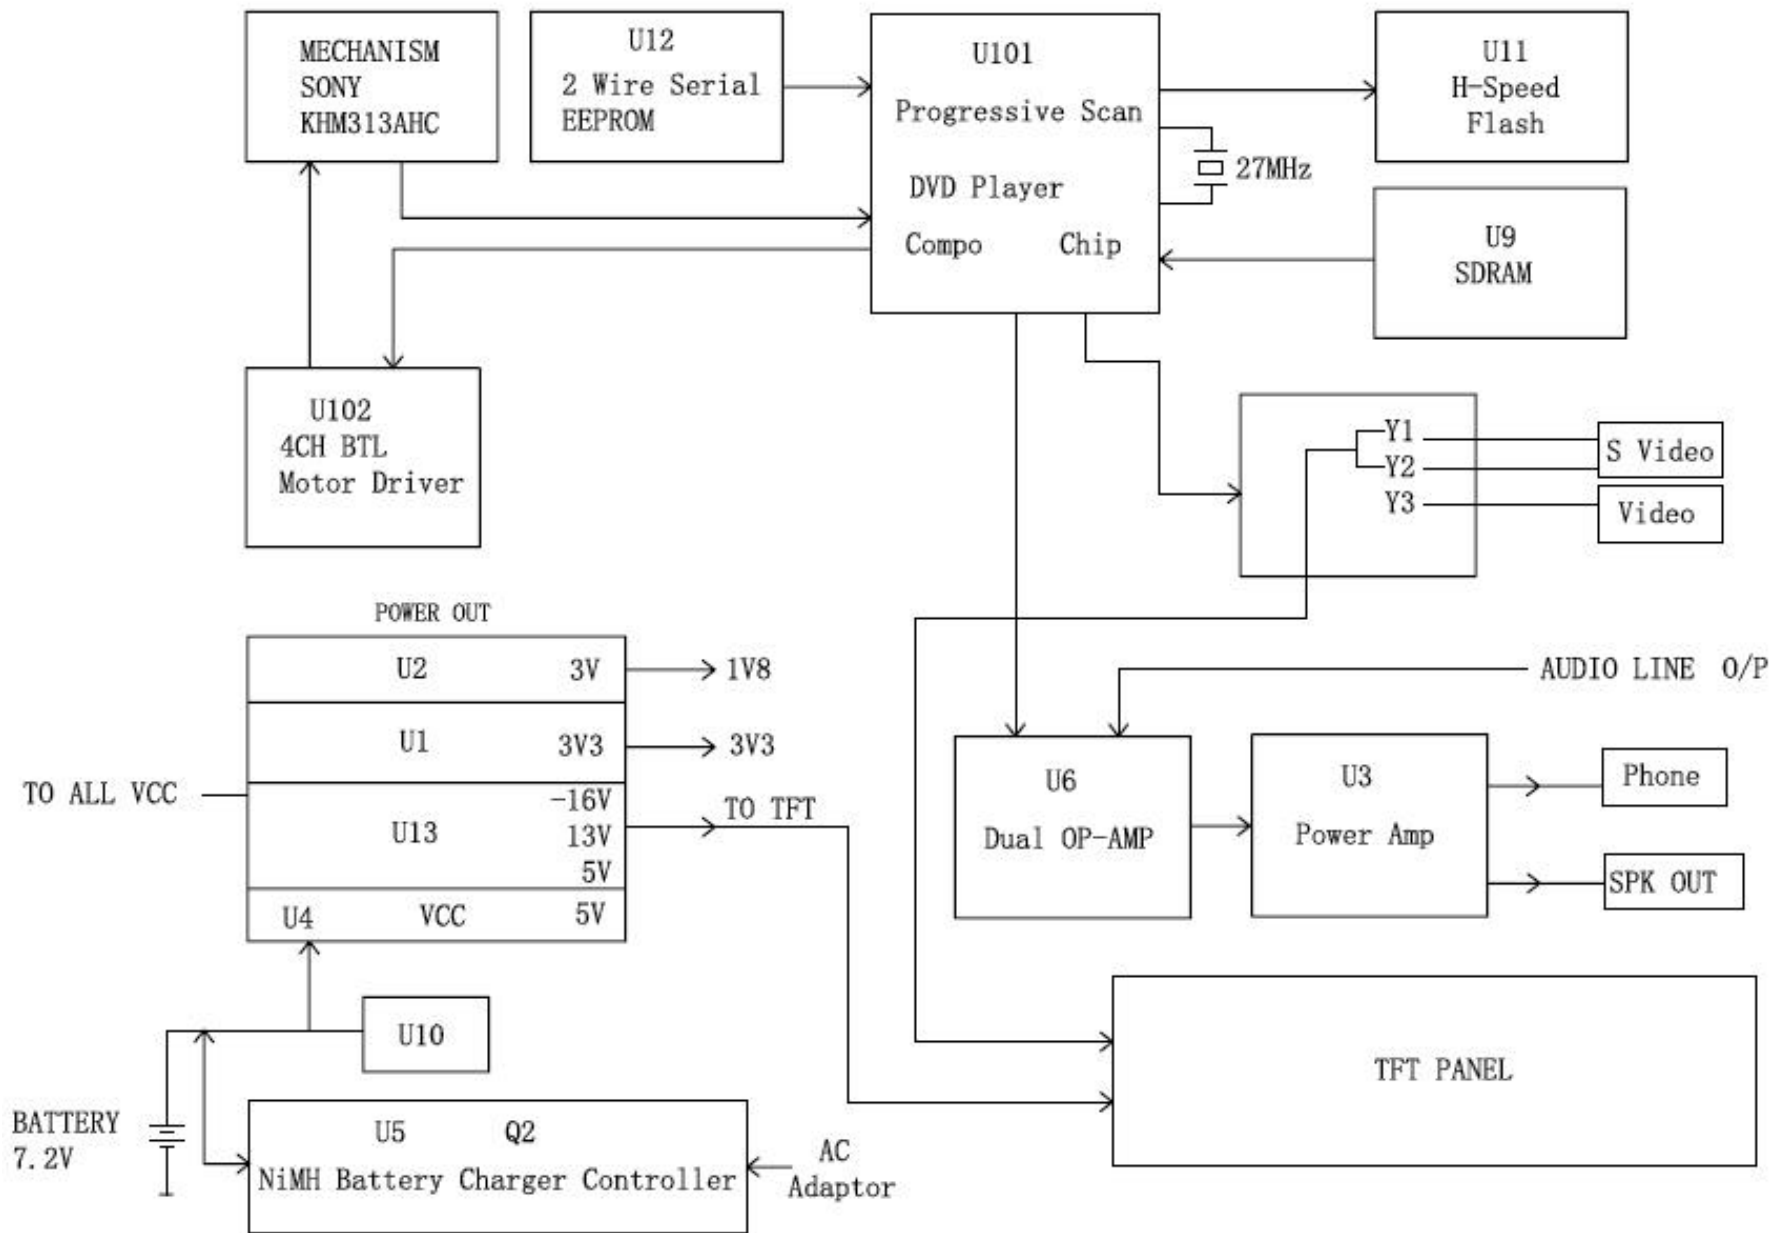 MECHANISM
SONY
KHM313AHC
U12
2 Wire Serial
EEPROM
U101
Progressive Scan
DVD Player
Compo Chip
U11
H-Speed
Flash
27MHz
U9
SDRAM
U102
4CH BTL
Motor Driver
Y1
Y2
Y3
S Video
Video
POWER OUT
U2 3V
1V8
U1 3V3
3V3
TO ALL VCC
U13
-16V
13V
5V
TO TFT
U4 VCC 5V
AUDIO LINE O/P
U6
Dual OP-AMP
U3
Power Amp
Phone
SPK OUT
U10
BATTERY
7.2V
U5 Q2
NiMH Battery Charger Controller
AC
Adaptor
TFT PANEL